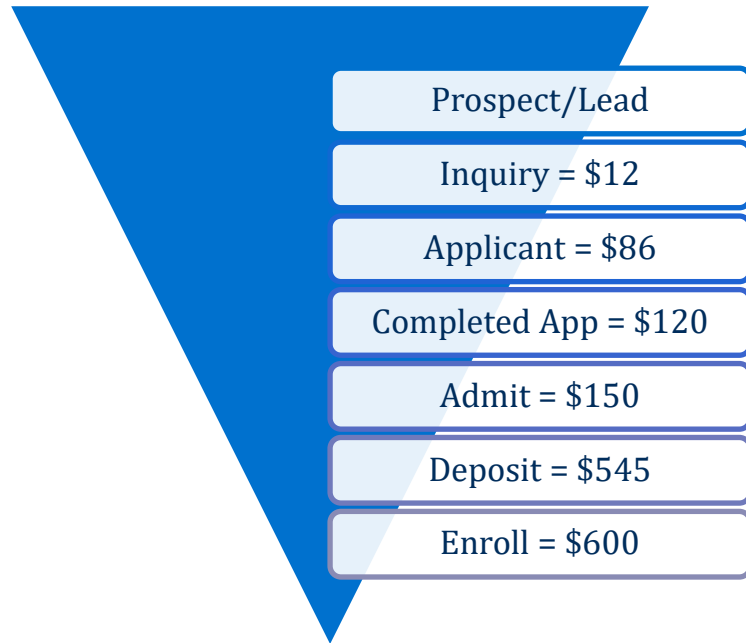 Prospect/Lead
Inquiry = $12
Applicant = $86
Completed App = $120
Admit = $150
Deposit = $545
Enroll = $600